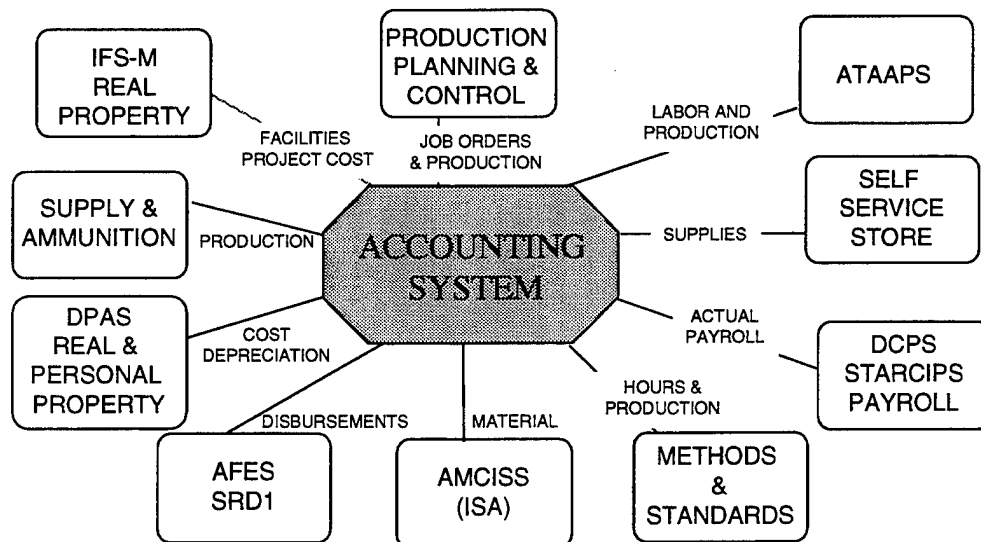 IFS-M
REAL
PROPERTY
PRODUCTION
PLANNING &
CONTROL
ATAAPS
FACILITIES
PROJECT COST
JOB ORDERS
& PRODUCTION
LABOR AND
PRODUCTION
SUPPLY &
AMMUNITION
PRODUCTION
ACCOUNTING
SYSTEM
SUPPLIES
SELF
SERVICE
STORE
DPAS
REAL &
PERSONAL
PROPERTY
COST
DEPRECIATION
ACTUAL
PAYROLL
DCPS
STARCIPS
PAYROLL
DISBURSEMENTS
MATERIAL
HOURS &
PRODUCTION
AFES
SRD1
AMCISS
(ISA)
METHODS
&
STANDARDS